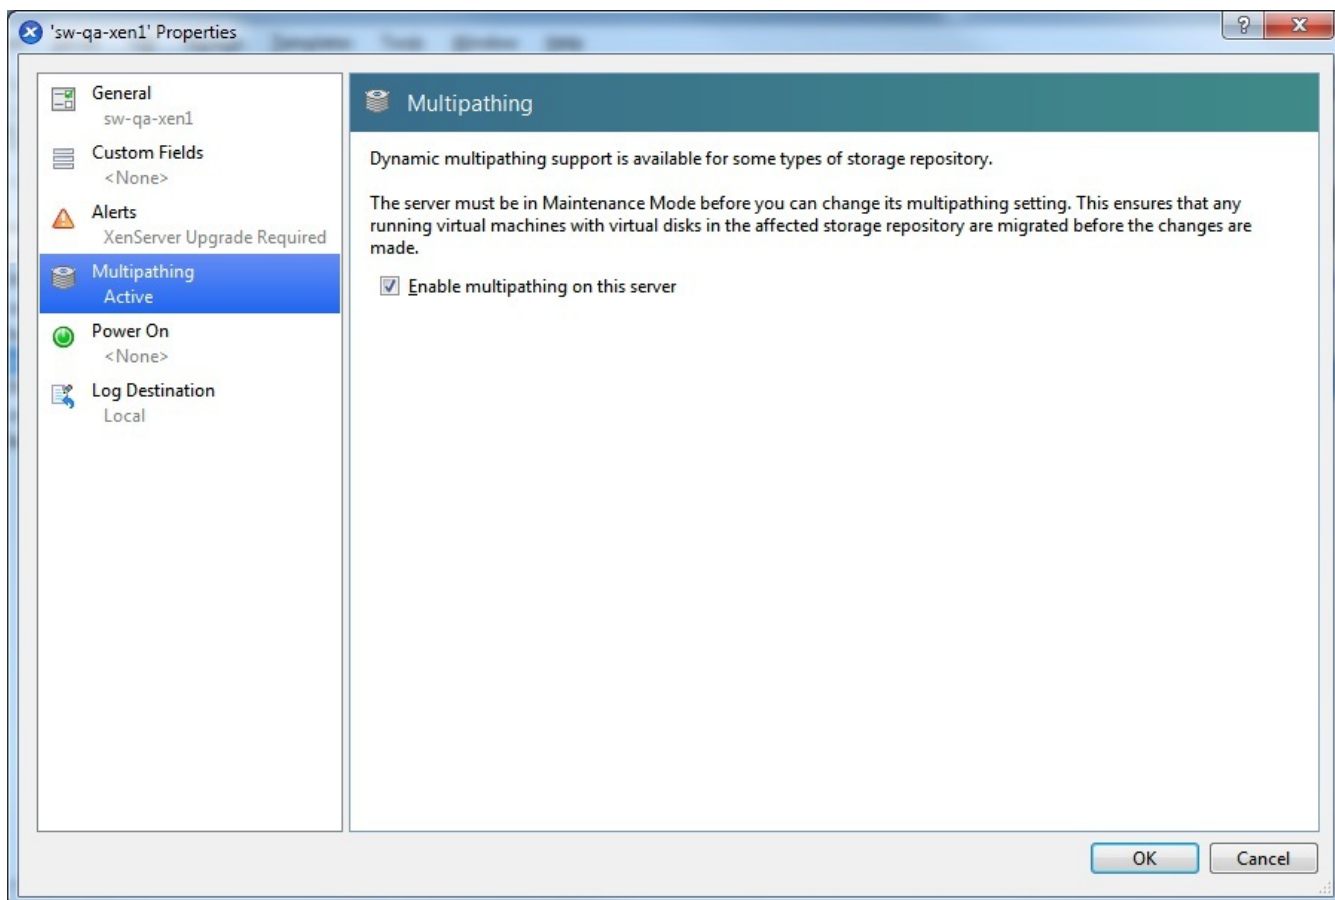 'sw-qa-xen1' Properties
Templates Tools Window Help
General
sw-qa-xen1
Custom Fields
<None>
Alerts
XenServer Upgrade Required
Multipathing
Active
Power On
<None>
Log Destination
Local
Multipathing
Dynamic multipathing support is available for some types of storage repository.
The server must be in Maintenance Mode before you can change its multipathing setting. This ensures that any
running virtual machines with virtual disks in the affected storage repository are migrated before the changes are
made.
Enable multipathing on this server
OK
Cancel